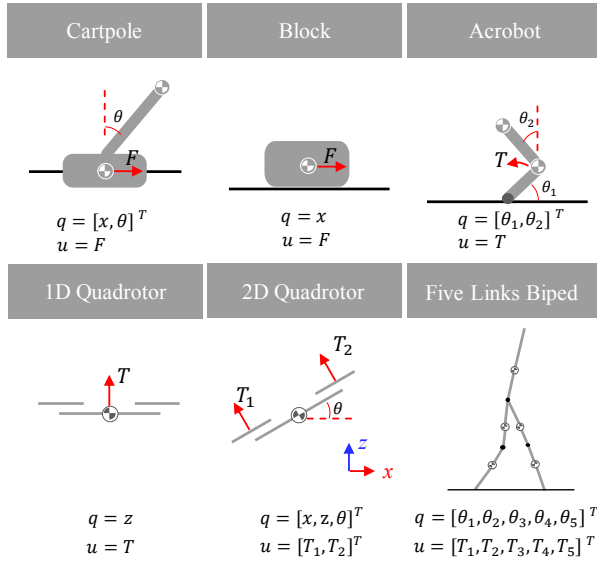 Cartpole
θ
F
q = [x, θ]ᵀ
u = F
Block
F
q = x
u = F
Acrobot
θ₂
T
θ₁
q = [θ₁, θ₂]ᵀ
u = T
1D Quadrotor
T
q = z
u = T
2D Quadrotor
T₂
T₁
θ
z
x
q = [x, z, θ]ᵀ
u = [T₁, T₂]ᵀ
Five Links Biped
q = [θ₁, θ₂, θ₃, θ₄, θ₅]ᵀ
u = [T₁, T₂, T₃, T₄, T₅]ᵀ